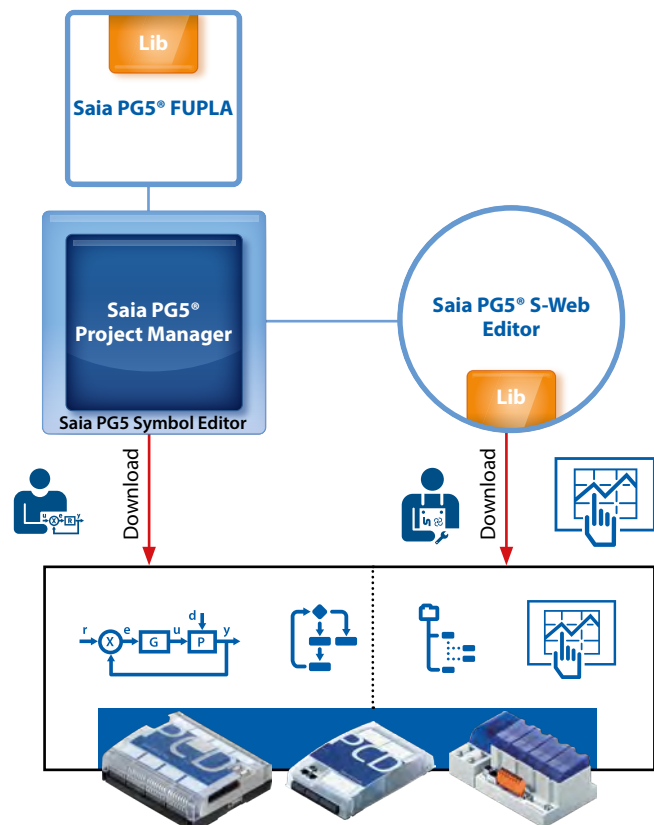 Lib
Saia PG5® FUPLA
Saia PG5®
Project Manager
Saia PG5 Symbol Editor
Saia PG5® S-Web
Editor
Lib
Download
Download
u
X
e
R
y
r
X
e
G
u
d
P
y
PCD
PCD